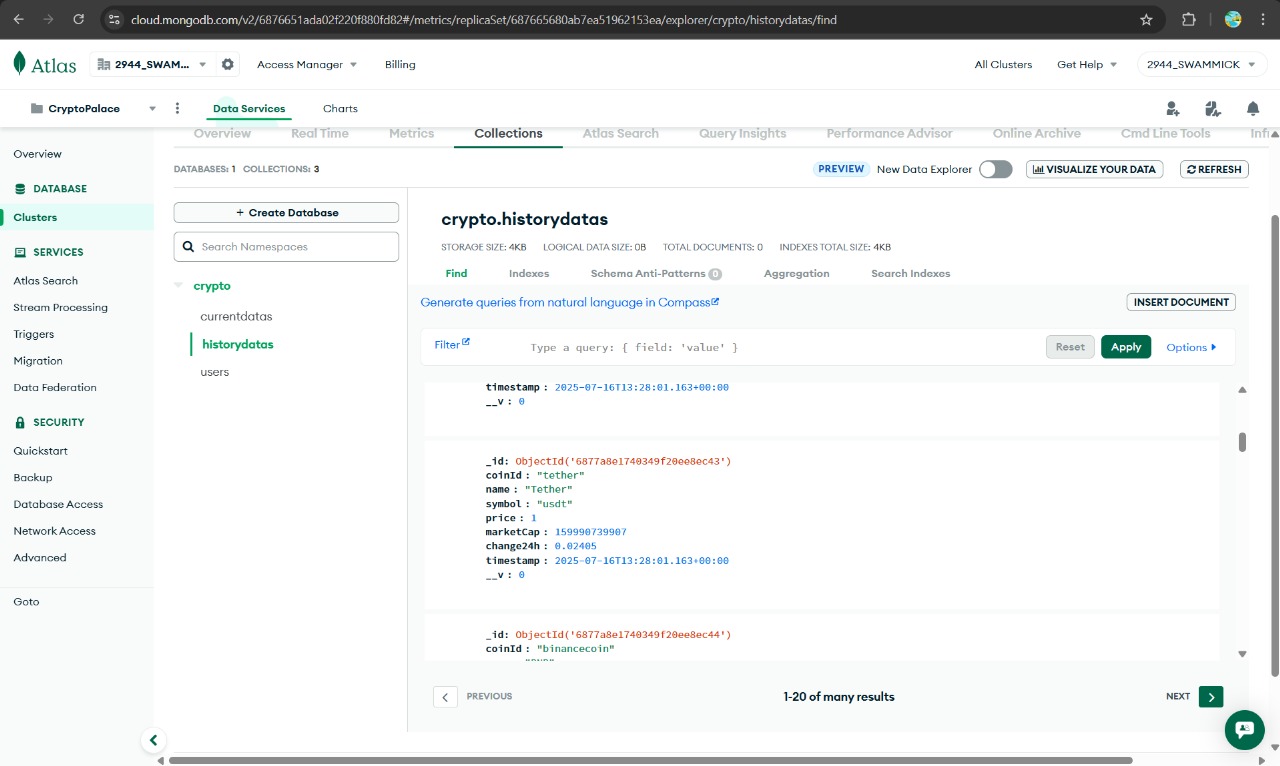 cloud.mongodb.com/v2/6876651ada02f220f880fd82#/metrics/replicaSet/687665680ab7ea51962153ea/explorer/crypto/historydatas/find
Atlas
2944_SWAM...
Access Manager
Billing
All Clusters
Get Help
2944_SWAMMICK
CryptoPalace
Data Services
Charts
Overview
Real Time
Metrics
Collections
Atlas Search
Query Insights
Performance Advisor
Online Archive
Cmd Line Tools
Overview
DATABASE
Clusters
SERVICES
Atlas Search
Stream Processing
Triggers
Migration
Data Federation
SECURITY
Quickstart
Backup
Database Access
Network Access
Advanced
Goto
DATABASES: 1 COLLECTIONS: 3
PREVIEW New Data Explorer
VISUALIZE YOUR DATA
REFRESH
+ Create Database
Search Namespaces
crypto
currentdatas
historydatas
users
crypto.historydatas
STORAGE SIZE: 4KB LOGICAL DATA SIZE: 0B TOTAL DOCUMENTS: 0 INDEXES TOTAL SIZE: 4KB
Find
Indexes
Schema Anti-Patterns 0
Aggregation
Search Indexes
Generate queries from natural language in Compass
INSERT DOCUMENT
Filter
Type a query: { field: 'value' }
Reset
Apply
Options
timestamp : 2025-07-16T13:28:01.163+00:00
__v : 0
_id: ObjectId('6877a8e1740349f20ee8ec43')
coinId : "tether"
name : "Tether"
symbol : "usdt"
price : 1
marketCap : 159990739907
change24h : 0.02405
timestamp : 2025-07-16T13:28:01.163+00:00
__v : 0
_id: ObjectId('6877a8e1740349f20ee8ec44')
coinId : "binancecoin"
PREVIOUS
1-20 of many results
NEXT